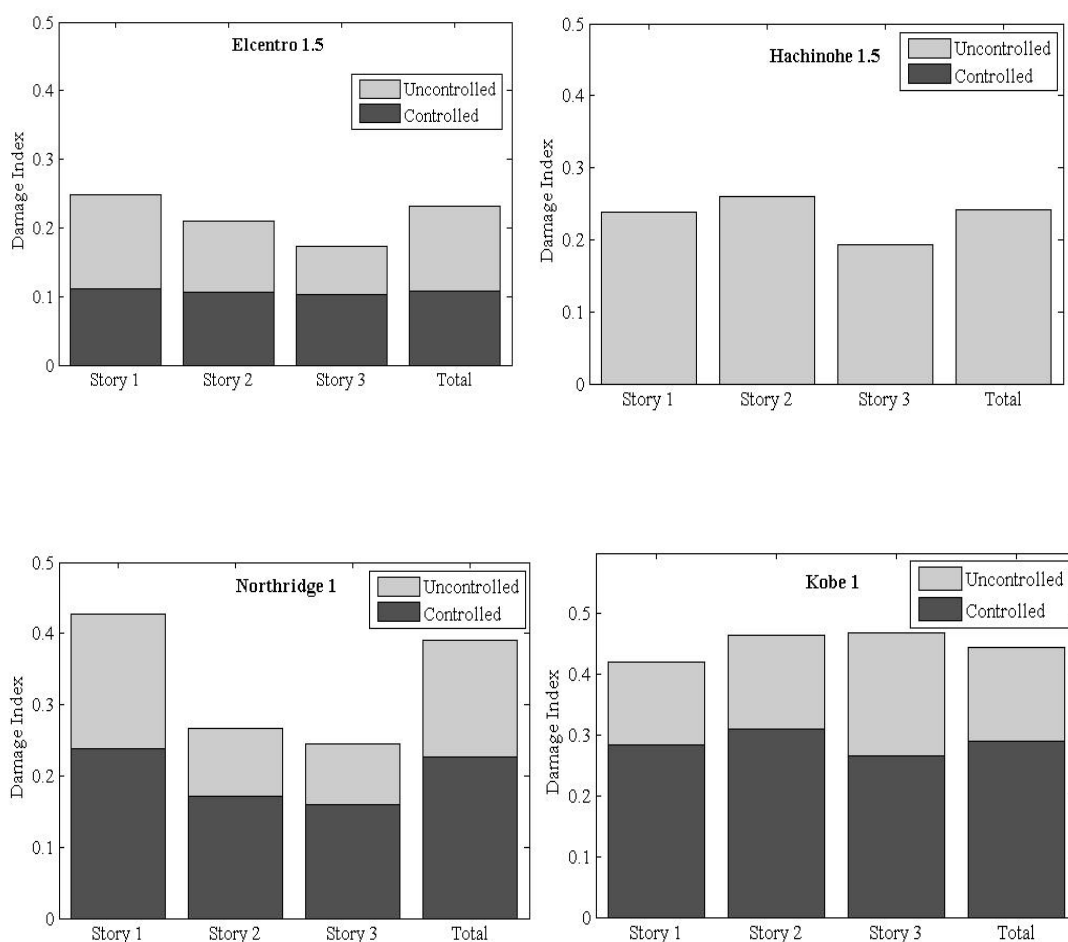 Elcentro 1.5
Uncontrolled
Controlled
Damage Index
0.5
0.4
0.3
0.2
0.1
0
Story 1 Story 2 Story 3 Total
Hachinohe 1.5
Uncontrolled
Controlled
Damage Index
0.5
0.4
0.3
0.2
0.1
0
Story 1 Story 2 Story 3 Total
Northridge 1
Uncontrolled
Controlled
Damage Index
0.5
0.4
0.3
0.2
0.1
0
Story 1 Story 2 Story 3 Total
Kobe 1
Uncontrolled
Controlled
Damage Index
0.5
0.4
0.3
0.2
0.1
0
Story 1 Story 2 Story 3 Total